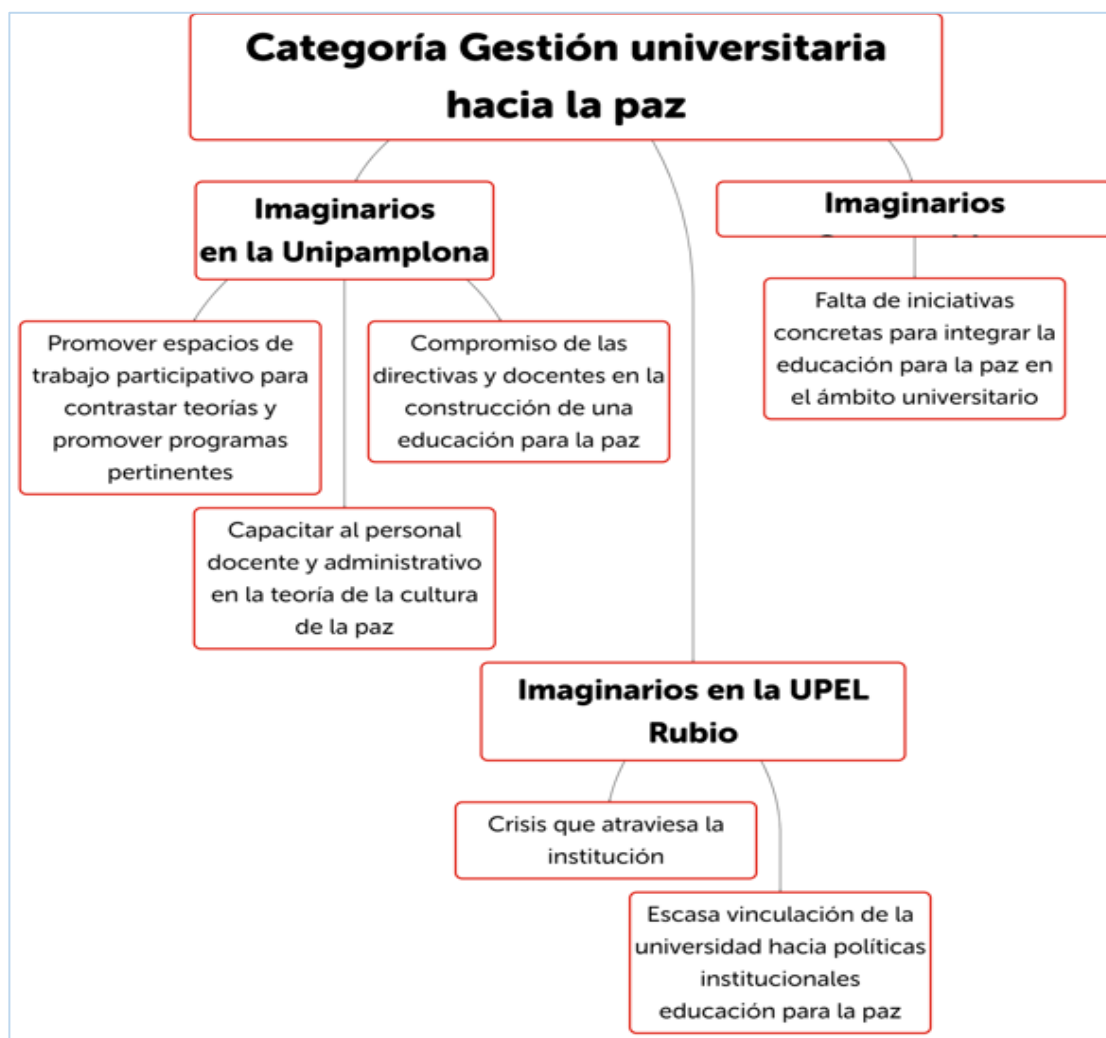 Categoría Gestión universitaria
hacia la paz
Imaginarios
en la Unipamplona
Imaginarios
Promover espacios de
trabajo participativo para
contrastar teorías y
promover programas
pertinentes
Compromiso de las
directivas y docentes en la
construcción de una
educación para la paz
Falta de iniciativas
concretas para integrar la
educación para la paz en
el ámbito universitario
Capacitar al personal
docente y administrativo
en la teoría de la cultura
de la paz
Imaginarios en la UPEL
Rubio
Crisis que atraviesa la
institución
Escasa vinculación de la
universidad hacia políticas
institucionales
educación para la paz